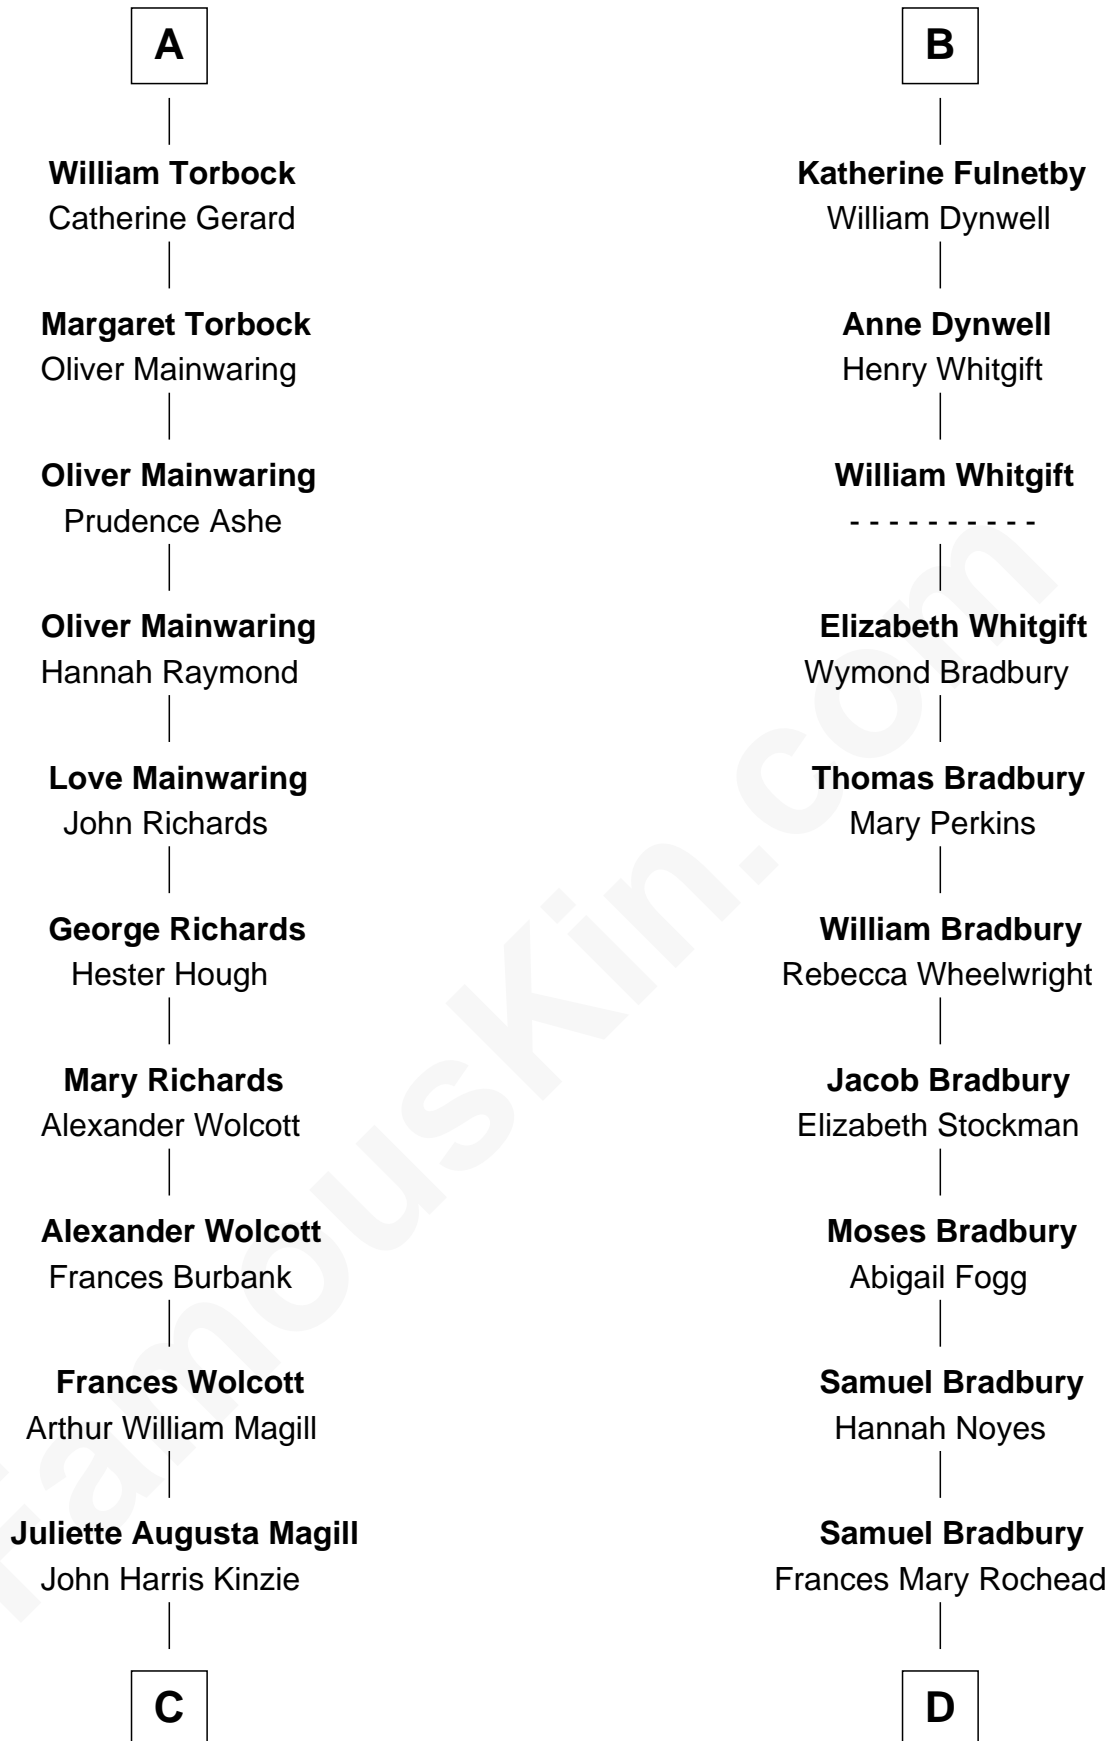 A
William Torbock
Catherine Gerard
Margaret Torbock
Oliver Mainwaring
Oliver Mainwaring
Prudence Ashe
Oliver Mainwaring
Hannah Raymond
Love Mainwaring
John Richards
George Richards
Hester Hough
Mary Richards
Alexander Wolcott
Alexander Wolcott
Frances Burbank
Frances Wolcott
Arthur William Magill
Juliette Augusta Magill
John Harris Kinzie
C
B
Katherine Fulnetby
William Dynwell
Anne Dynwell
Henry Whitgift
William Whitgift
- - - - - - - - - -
Elizabeth Whitgift
Wymond Bradbury
Thomas Bradbury
Mary Perkins
William Bradbury
Rebecca Wheelwright
Jacob Bradbury
Elizabeth Stockman
Moses Bradbury
Abigail Fogg
Samuel Bradbury
Hannah Noyes
Samuel Bradbury
Frances Mary Rochead
D
FamousKin.com